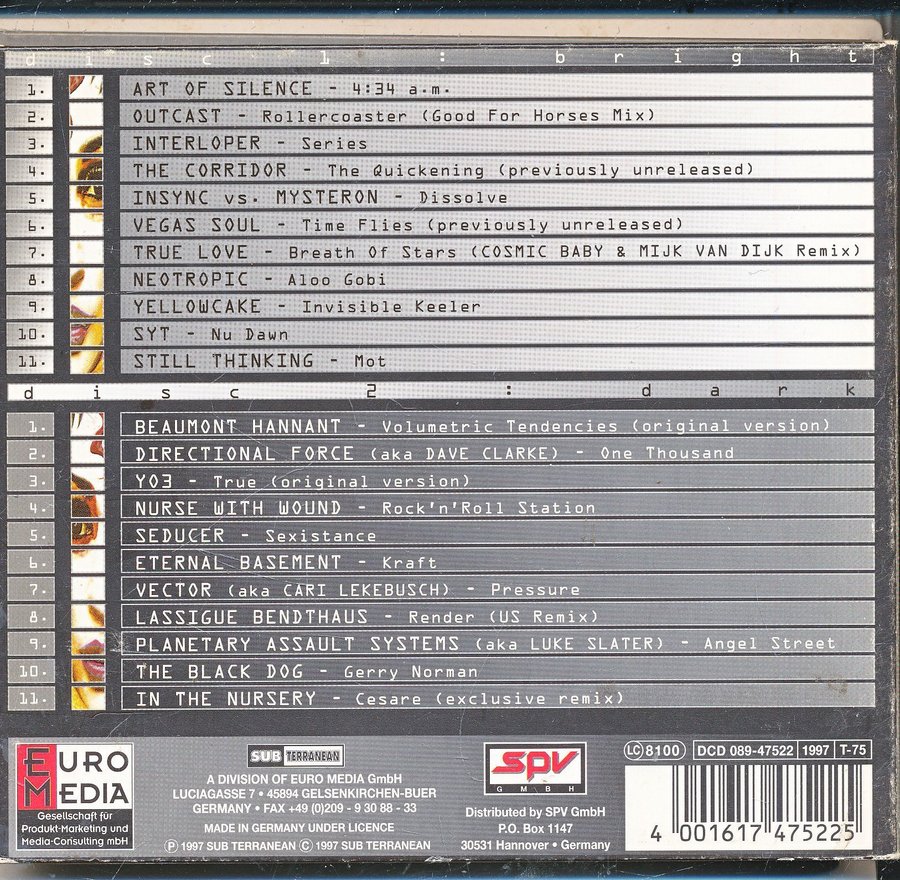 disc 1: bright
1. ART OF SILENCE - 4:34 a.m.
2. OUTCAST - Rollercoaster (Good For Horses Mix)
3. INTERLOPER - Series
4. THE CORRIDOR - The Quickening (previously unreleased)
5. INSYNC vs. MYSTERON - Dissolve
6. VEGAS SOUL - Time Flies (previously unreleased)
7. TRUE LOVE - Breath Of Stars (COSMIC BABY & MIJK VAN DIJK Remix)
8. NEOTROPIC - Aloo Gobi
9. YELLOWCAKE - Invisible Keeler
10. SYT - Nu Dawn
11. STILL THINKING - Mot
disc 2: dark
1. BEAUMONT HANNANT - Volumetric Tendencies (original version)
2. DIRECTIONAL FORCE (aka DAVE CLARKE) - One Thousand
3. YO3 - True (original version)
4. NURSE WITH WOUND - Rock'n'Roll Station
5. SEDUCER - Sexistance
6. ETERNAL BASEMENT - Kraft
7. VECTOR (aka CARI LEKEBUSCH) - Pressure
8. LASSIGUE BENDTHAUS - Render (US Remix)
9. PLANETARY ASSAULT SYSTEMS (aka LUKE SLATER) - Angel Street
10. THE BLACK DOG - Gerry Norman
11. IN THE NURSERY - Cesare (exclusive remix)
EURO
MEDIA
Gesellschaft für
Produkt-Marketing und
Media-Consulting mbH
SUB TERRANEAN
A DIVISION OF EURO MEDIA GmbH
LUCIAGASSE 7 • 45894 GELSENKIRCHEN-BUER
GERMANY • FAX +49 (0)209 - 9 30 88 - 33
MADE IN GERMANY UNDER LICENCE
Ⓟ 1997 SUB TERRANEAN Ⓒ 1997 SUB TERRANEAN
SPV
GMBH
Distributed by SPV GmbH
P.O. Box 1147
30531 Hannover • Germany
LC 8100 DCD 089-47522 1997 T-75
4 001617 475225